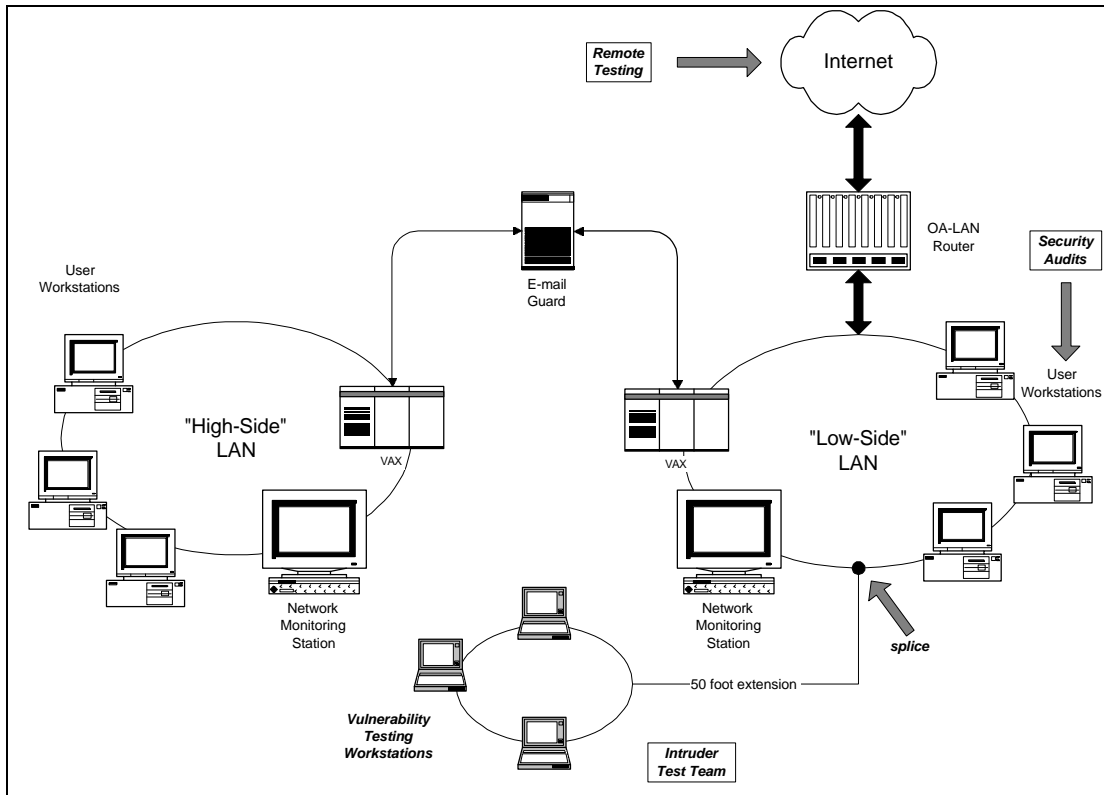 Remote
Testing
Internet
OA-LAN
Router
Security
Audits
E-mail
Guard
User
Workstations
User
Workstations
"High-Side"
LAN
VAX
"Low-Side"
LAN
VAX
Network
Monitoring
Station
Network
Monitoring
Station
splice
50 foot extension
Vulnerability
Testing
Workstations
Intruder
Test Team